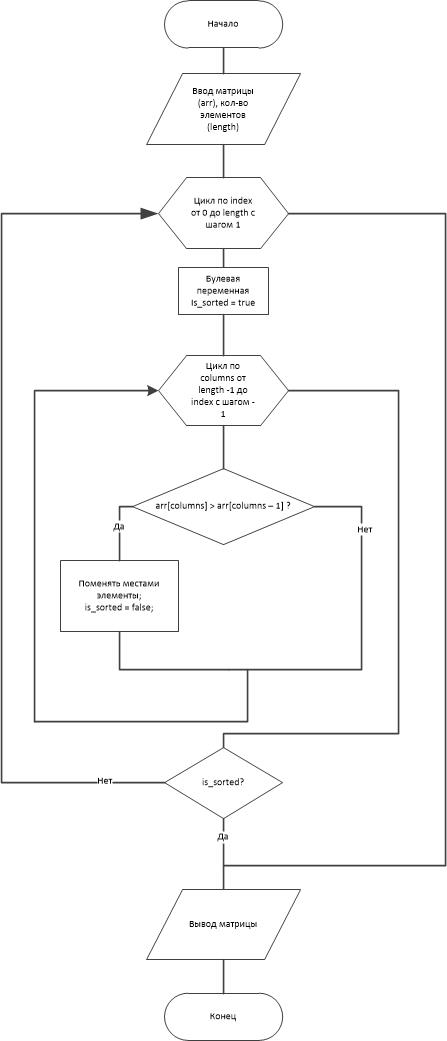 Начало
Ввод матрицы
(arr), кол-во
элементов
(length)
Цикл по index
от 0 до length с
шагом 1
Булевая
переменная
Is_sorted = true
Цикл по
columns от
length -1 до
index с шагом -
1
arr[columns] > arr[columns – 1] ?
Да
Нет
Поменять местами
элементы;
is_sorted = false;
is_sorted?
Нет
Да
Вывод матрицы
Конец